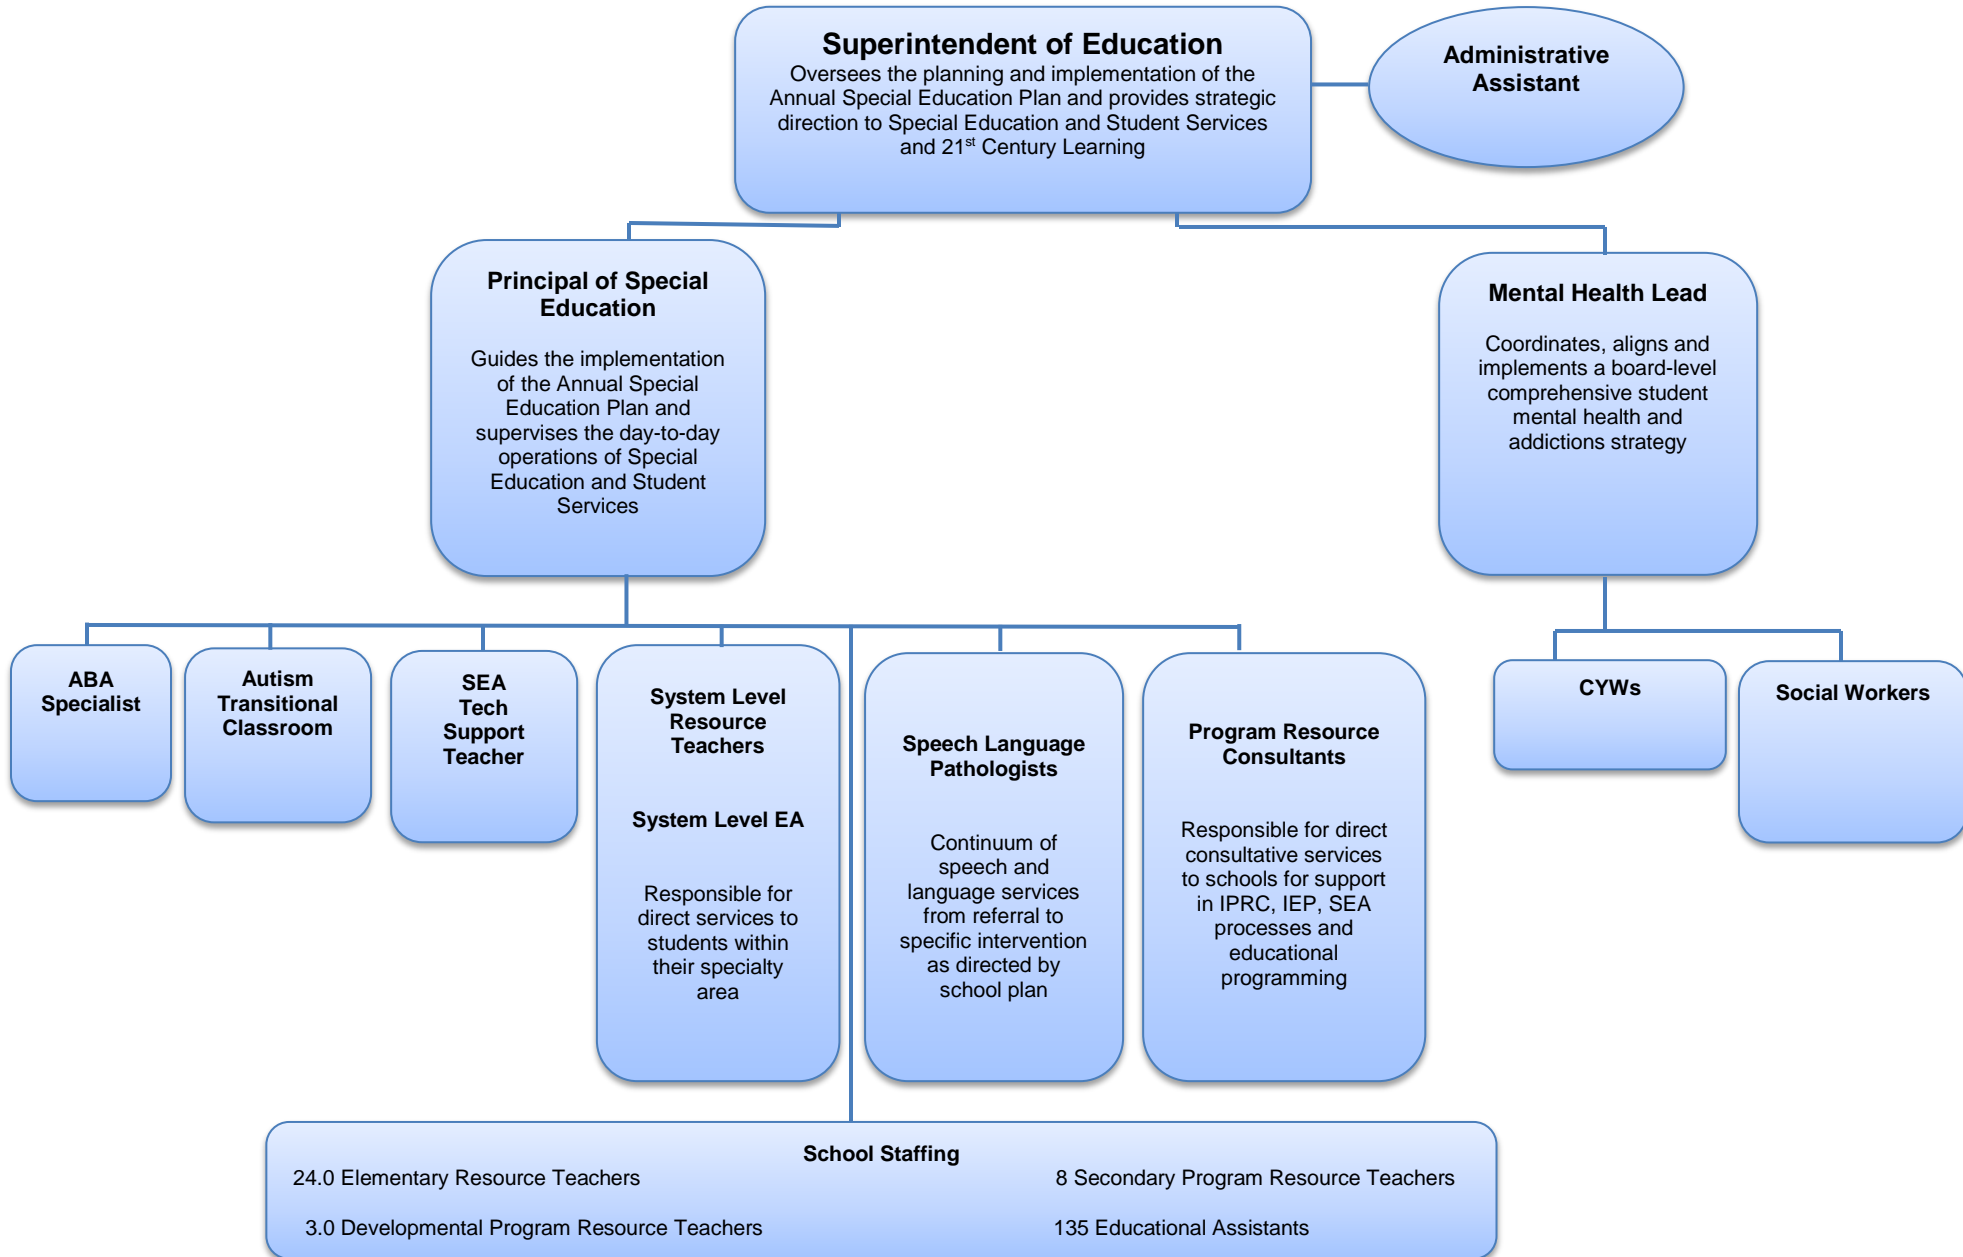 Superintendent of Education
Oversees the planning and implementation of the
Annual Special Education Plan and provides strategic
direction to Special Education and Student Services
and 21st Century Learning
Administrative
Assistant
Principal of Special
Education
Guides the implementation
of the Annual Special
Education Plan and
supervises the day-to-day
operations of Special
Education and Student
Services
Mental Health Lead
Coordinates, aligns and
implements a board-level
comprehensive student
mental health and
addictions strategy
ABA
Specialist
Autism
Transitional
Classroom
SEA
Tech
Support
Teacher
System Level
Resource
Teachers
System Level EA
Responsible for
direct services to
students within
their specialty
area
Speech Language
Pathologists
Continuum of
speech and
language services
from referral to
specific intervention
as directed by
school plan
Program Resource
Consultants
Responsible for direct
consultative services
to schools for support
in IPRC, IEP, SEA
processes and
educational
programming
CYWs
Social Workers
School Staffing
24.0 Elementary Resource Teachers
8 Secondary Program Resource Teachers
3.0 Developmental Program Resource Teachers
135 Educational Assistants